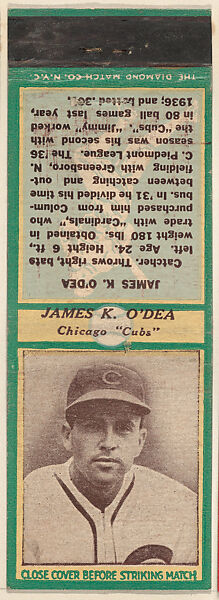 THE DIAMOND MATCH CO. N.Y.C.
JAMES K. O'DEA
Catcher. Throws right, bats
left. Age, 24. Height 6 ft.,
weight 180 lbs. Obtained in
trade with "Cardinals," who
purchased him from Colum-
bus. In '31 he divided his time
between catching and out-
fielding with Greensboro, N.
C. Piedmont League. The '36
season was his second with
the "Cubs." "Jimmy" worked
in 80 ball games last year,
1936, and batted .307.
JAMES K. O'DEA
Chicago "Cubs"
C
CLOSE COVER BEFORE STRIKING MATCH